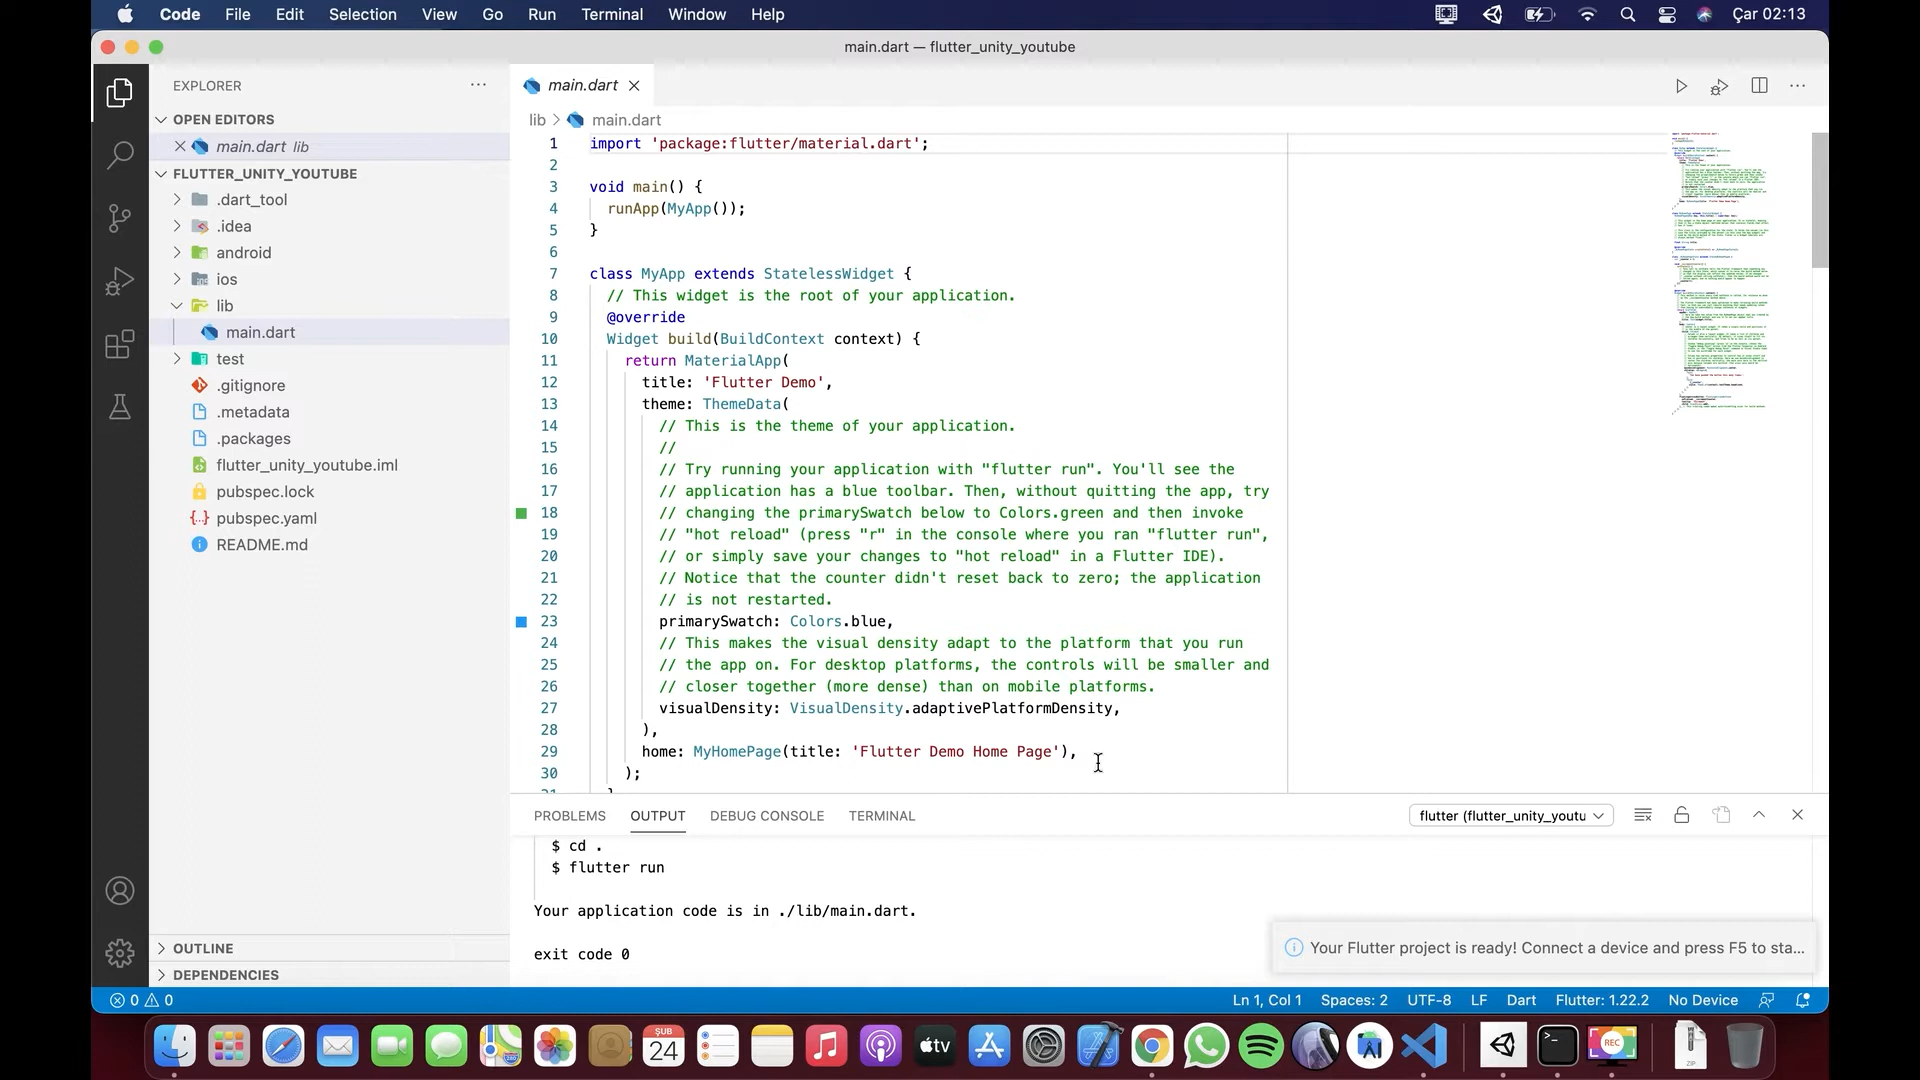 Code File Edit Selection View Go Run Terminal Window Help Çar 02:13
main.dart — flutter_unity_youtube
EXPLORER
OPEN EDITORS
main.dart lib
FLUTTER_UNITY_YOUTUBE
.dart_tool
.idea
android
ios
lib
main.dart
test
.gitignore
.metadata
.packages
flutter_unity_youtube.iml
pubspec.lock
pubspec.yaml
README.md
OUTLINE
DEPENDENCIES
main.dart
lib > main.dart
1 import 'package:flutter/material.dart';
2
3 void main() {
4 runApp(MyApp());
5 }
6
7 class MyApp extends StatelessWidget {
8 // This widget is the root of your application.
9 @override
10 Widget build(BuildContext context) {
11 return MaterialApp(
12 title: 'Flutter Demo',
13 theme: ThemeData(
14 // This is the theme of your application.
15 //
16 // Try running your application with "flutter run". You'll see the
17 // application has a blue toolbar. Then, without quitting the app, try
18 // changing the primarySwatch below to Colors.green and then invoke
19 // "hot reload" (press "r" in the console where you ran "flutter run",
20 // or simply save your changes to "hot reload" in a Flutter IDE).
21 // Notice that the counter didn't reset back to zero; the application
22 // is not restarted.
23 primarySwatch: Colors.blue,
24 // This makes the visual density adapt to the platform that you run
25 // the app on. For desktop platforms, the controls will be smaller and
26 // closer together (more dense) than on mobile platforms.
27 visualDensity: VisualDensity.adaptivePlatformDensity,
28 ),
29 home: MyHomePage(title: 'Flutter Demo Home Page'),
30 );
PROBLEMS OUTPUT DEBUG CONSOLE TERMINAL flutter (flutter_unity_youtu
$ cd .
$ flutter run
Your application code is in ./lib/main.dart.
exit code 0
Your Flutter project is ready! Connect a device and press F5 to sta...
0 0 Ln 1, Col 1 Spaces: 2 UTF-8 LF Dart Flutter: 1.22.2 No Device
ŞUB
24
tv
REC
ZIP